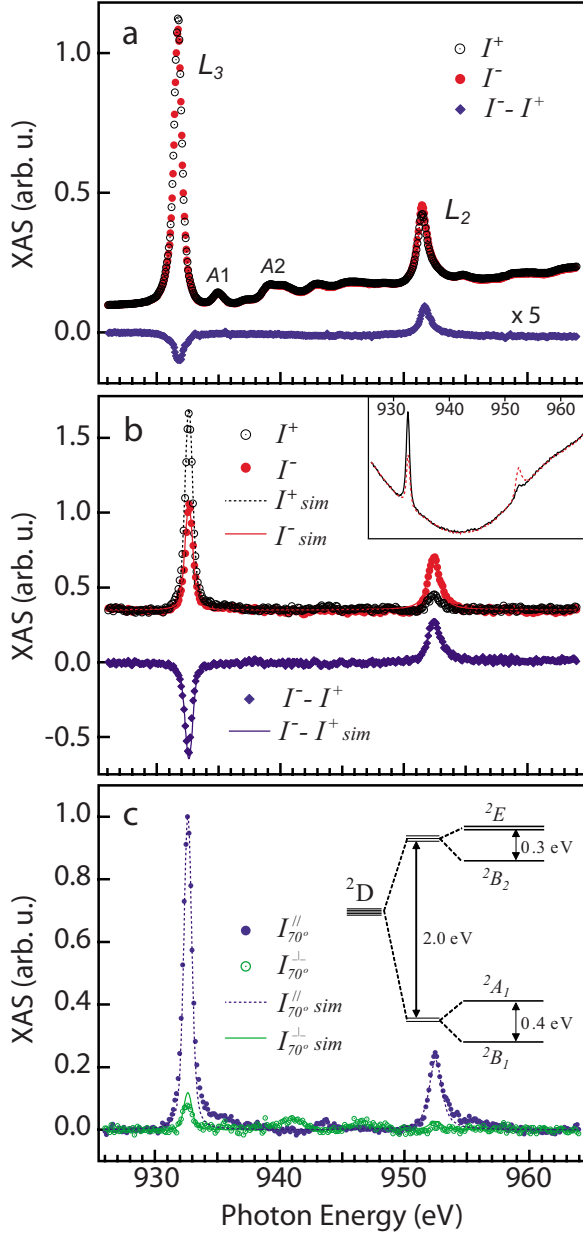 a
1.0
0.5
0.0
XAS (arb. u.)
L₃
A1
A2
L₂
x 5
I⁺
I⁻
I⁻- I⁺
b
1.5
1.0
0.5
0.0
-0.5
XAS (arb. u.)
I⁺
I⁻
I⁺ sim
I⁻ sim
930 940 950 960
I⁻- I⁺
I⁻- I⁺ sim
c
1.0
0.8
0.6
0.4
0.2
0.0
XAS (arb. u.)
I∥70°
I⊥70°
I∥70° sim
I⊥70° sim
²D
²E
0.3 eV
²B₂
2.0 eV
²A₁
0.4 eV
²B₁
930 940 950 960
Photon Energy (eV)